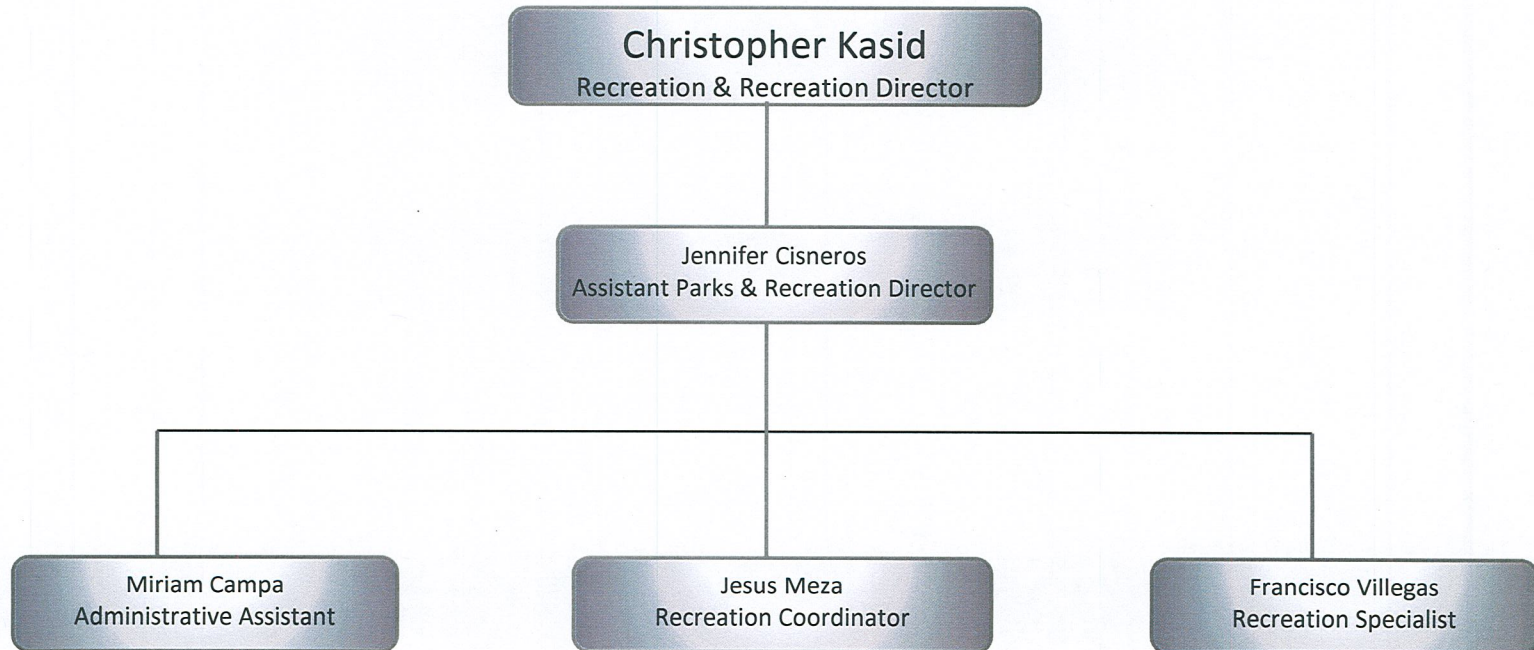 Christopher Kasid
Recreation & Recreation Director
Jennifer Cisneros
Assistant Parks & Recreation Director
Miriam Campa
Administrative Assistant
Jesus Meza
Recreation Coordinator
Francisco Villegas
Recreation Specialist